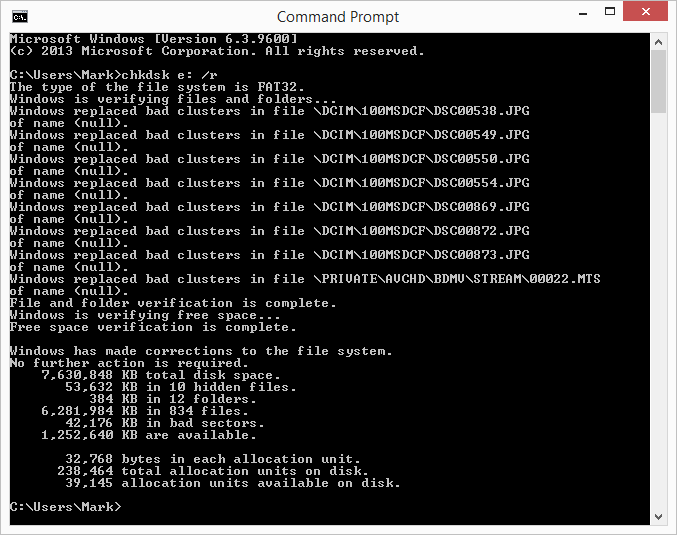 Command Prompt
C:\.
Microsoft Windows [Version 6.3.9600]
(c) 2013 Microsoft Corporation. All rights reserved.
C:\Users\Mark>chkdsk e: /r
The type of the file system is FAT32.
Windows is verifying files and folders...
Windows replaced bad clusters in file \DCIM\100MSDCF\DSC00538.JPG
of name (null).
Windows replaced bad clusters in file \DCIM\100MSDCF\DSC00549.JPG
of name (null).
Windows replaced bad clusters in file \DCIM\100MSDCF\DSC00550.JPG
of name (null).
Windows replaced bad clusters in file \DCIM\100MSDCF\DSC00554.JPG
of name (null).
Windows replaced bad clusters in file \DCIM\100MSDCF\DSC00869.JPG
of name (null).
Windows replaced bad clusters in file \DCIM\100MSDCF\DSC00872.JPG
of name (null).
Windows replaced bad clusters in file \DCIM\100MSDCF\DSC00873.JPG
of name (null).
Windows replaced bad clusters in file \PRIVATE\AVCHD\BDMV\STREAM\00022.MTS
of name (null).
File and folder verification is complete.
Windows is verifying free space...
Free space verification is complete.
Windows has made corrections to the file system.
No further action is required.
7,630,848 KB total disk space.
53,632 KB in 10 hidden files.
384 KB in 12 folders.
6,281,984 KB in 834 files.
42,176 KB in bad sectors.
1,252,640 KB are available.
32,768 bytes in each allocation unit.
238,464 total allocation units on disk.
39,145 allocation units available on disk.
C:\Users\Mark>